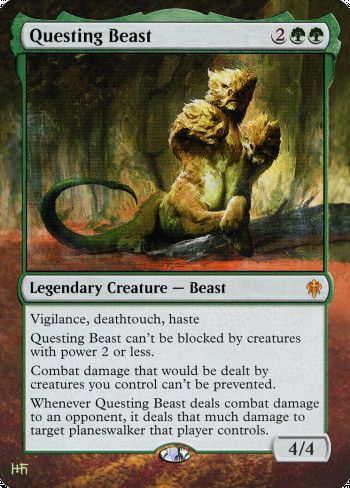 Questing Beast 2
Legendary Creature — Beast
Vigilance, deathtouch, haste
Questing Beast can't be blocked by creatures
with power 2 or less.
Combat damage that would be dealt by
creatures you control can't be prevented.
Whenever Questing Beast deals combat damage
to an opponent, it deals that much damage to
target planeswalker that player controls.
4/4